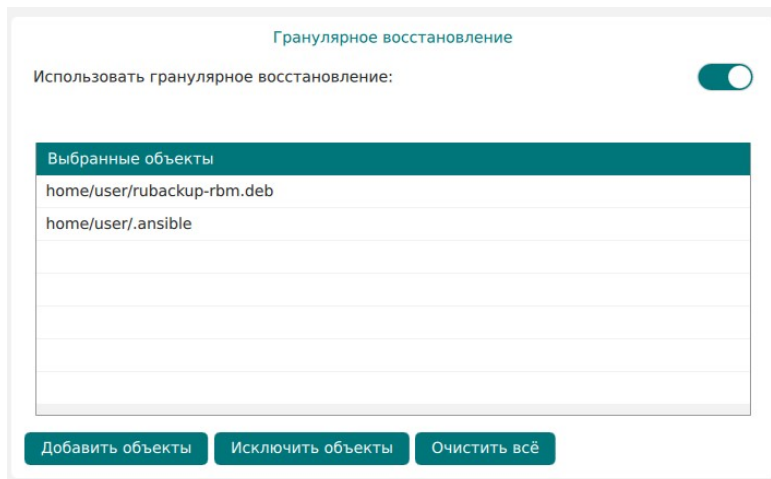 Гранулярное восстановление
Использовать гранулярное восстановление:
Выбранные объекты
home/user/rubackup-rbm.deb
home/user/.ansible
Добавить объекты Исключить объекты Очистить всё